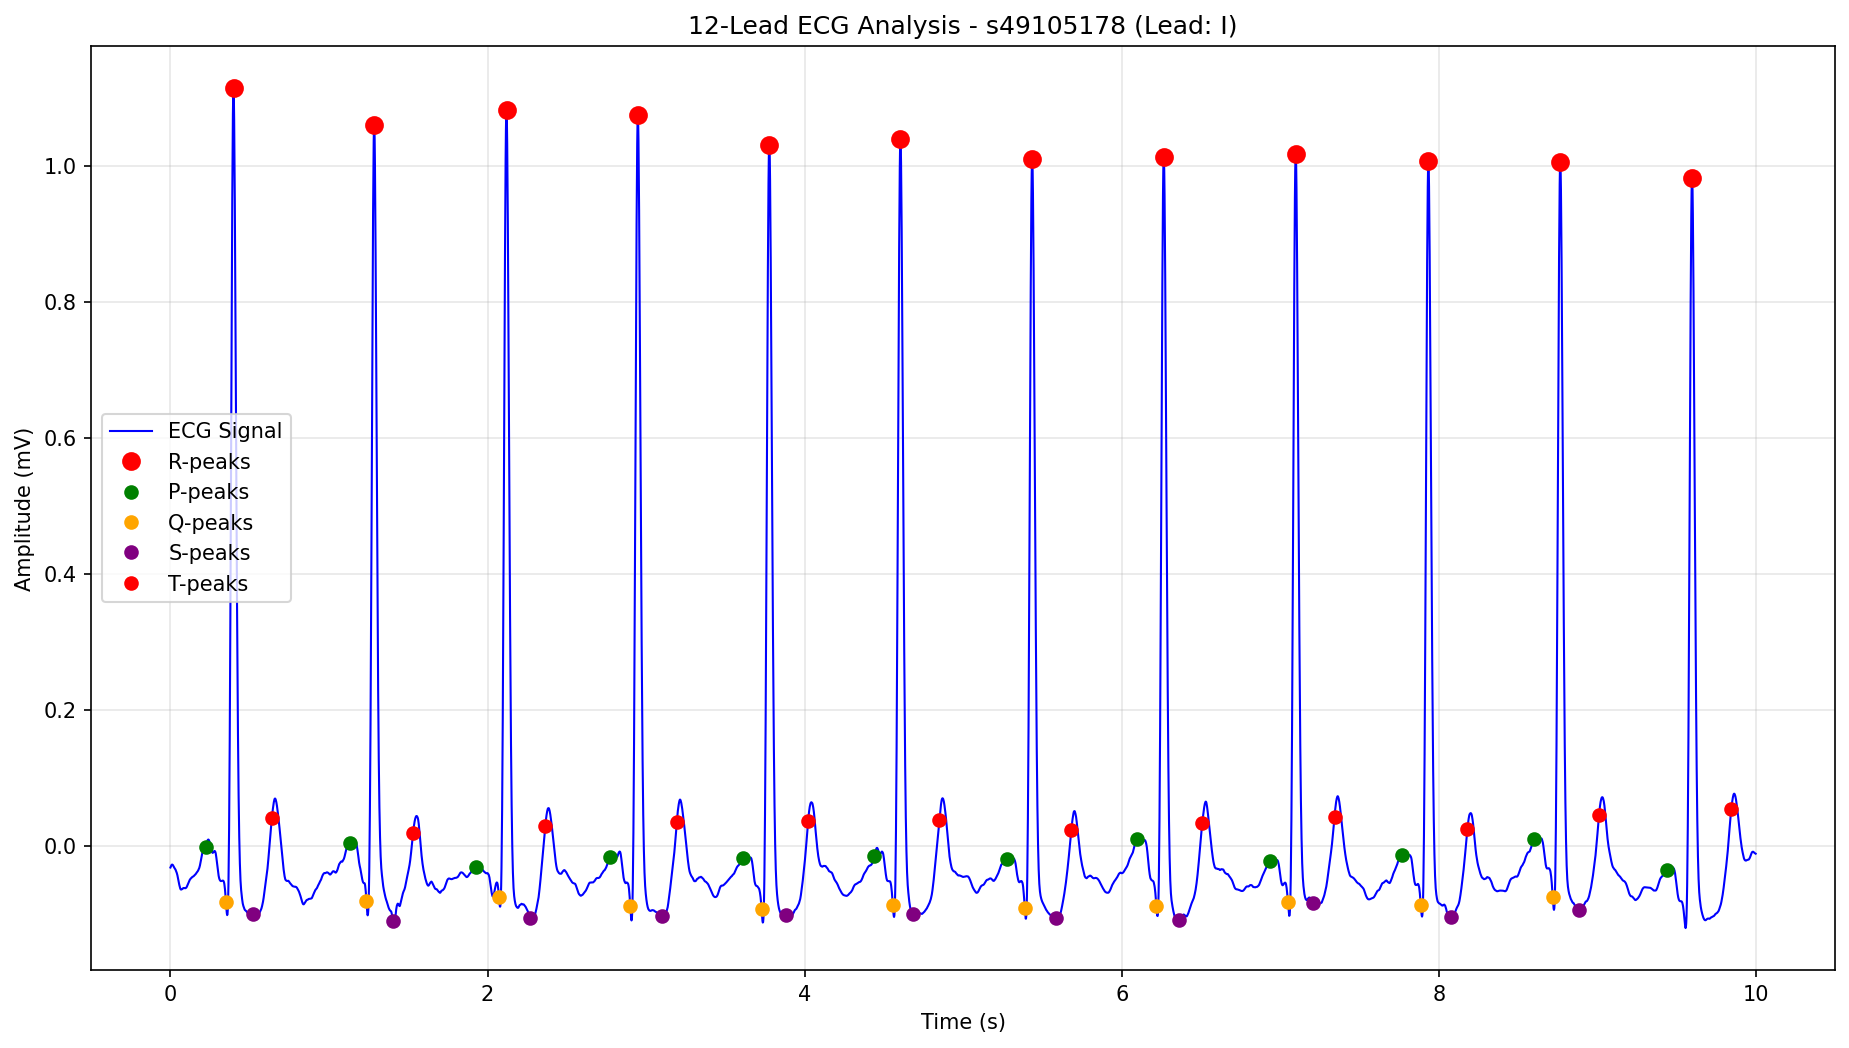 12-Lead ECG Analysis - s49105178 (Lead: I)
Amplitude (mV)
1.0
0.8
0.6
0.4
0.2
0.0
ECG Signal
R-peaks
P-peaks
Q-peaks
S-peaks
T-peaks
0 2 4 6 8 10
Time (s)